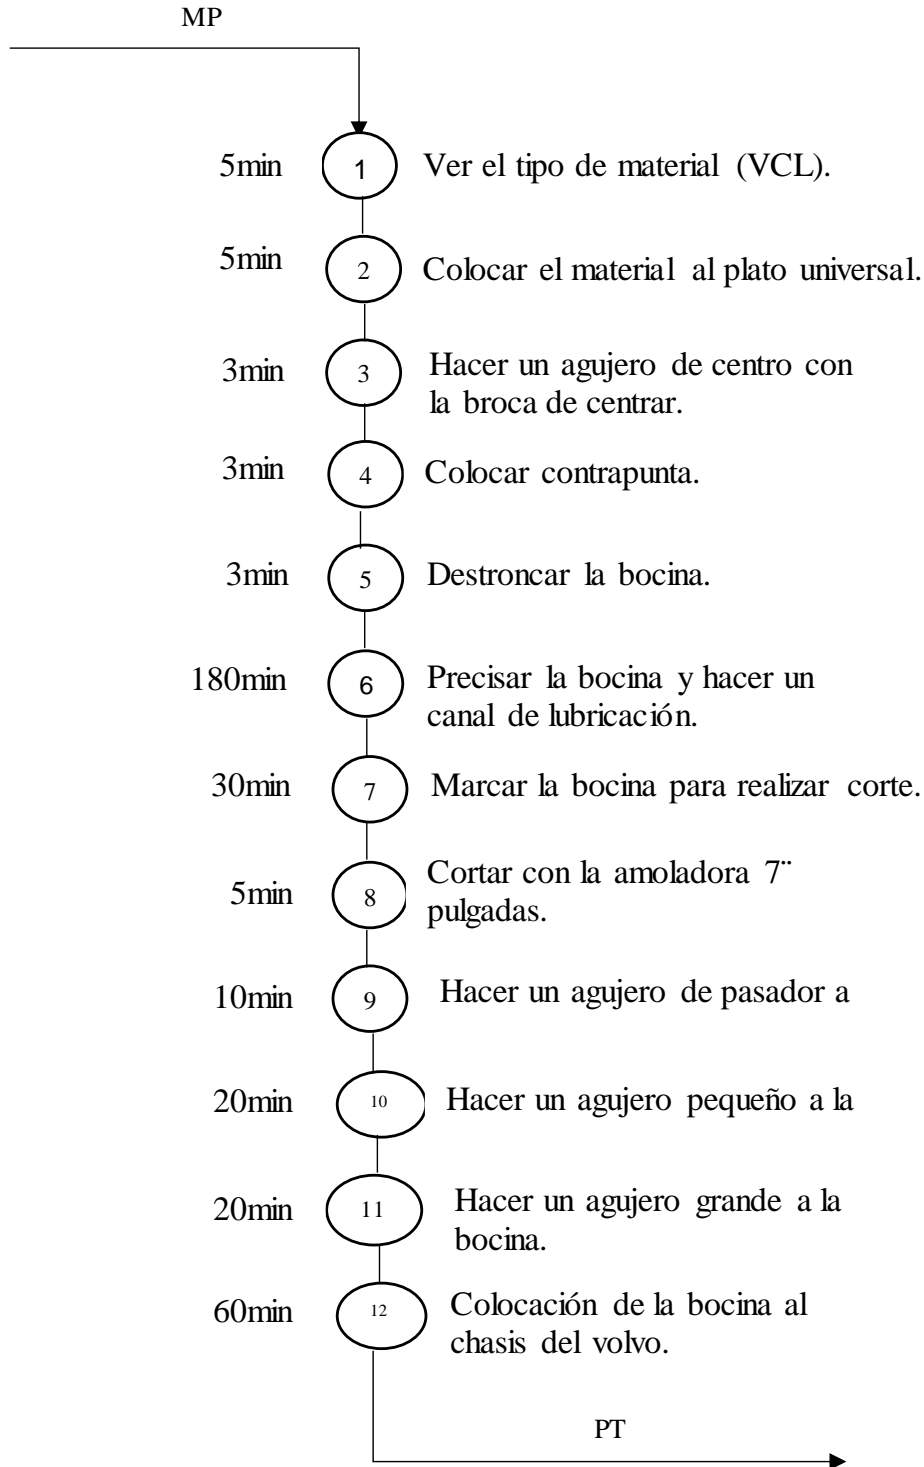 MP
5min 1 Ver el tipo de material (VCL).
5min 2 Colocar el material al plato universal.
3min 3 Hacer un agujero de centro con
la broca de centrar.
3min 4 Colocar contrapunta.
3min 5 Destroncar la bocina.
180min 6 Precisar la bocina y hacer un
canal de lubricación.
30min 7 Marcar la bocina para realizar corte.
5min 8 Cortar con la amoladora 7¨
pulgadas.
10min 9 Hacer un agujero de pasador a
20min 10 Hacer un agujero pequeño a la
20min 11 Hacer un agujero grande a la
bocina.
60min 12 Colocación de la bocina al
chasis del volvo.
PT